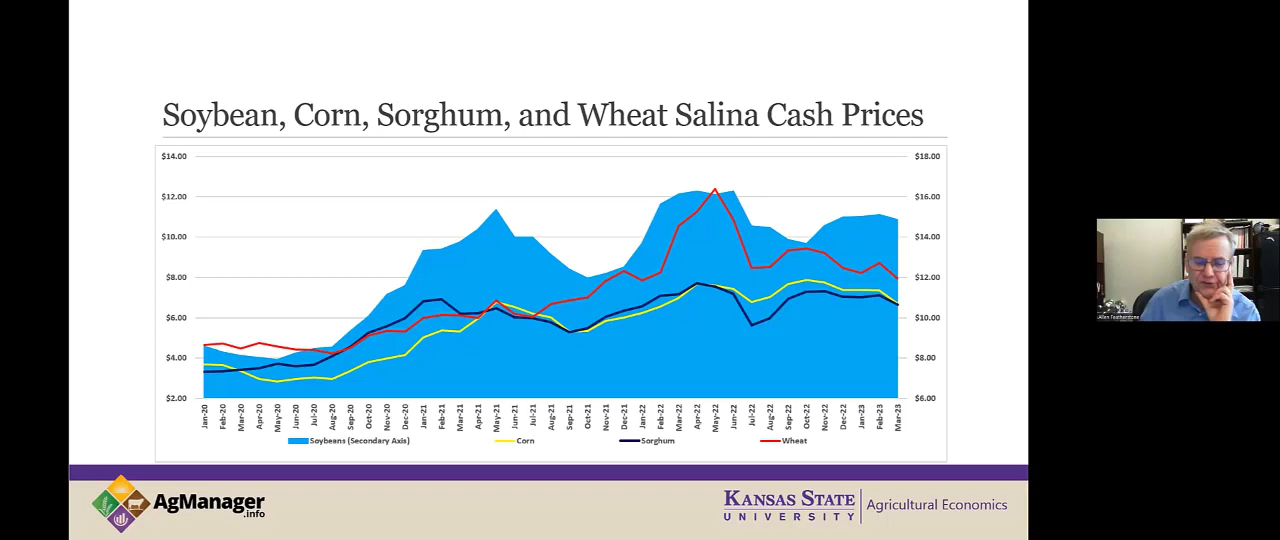 Soybean, Corn, Sorghum, and Wheat Salina Cash Prices
$14.00 $18.00
$12.00 $16.00
$10.00 $14.00
$8.00 $12.00
$6.00 $10.00
$4.00 $8.00
$2.00 $6.00
Jan-20 Feb-20 Mar-20 Apr-20 May-20 Jun-20 Jul-20 Aug-20 Sep-20 Oct-20 Nov-20 Dec-20 Jan-21 Feb-21 Mar-21 Apr-21 May-21 Jun-21 Jul-21 Aug-21 Sep-21 Oct-21 Nov-21 Dec-21 Jan-22 Feb-22 Mar-22 Apr-22 May-22 Jun-22 Jul-22 Aug-22 Sep-22 Oct-22 Nov-22 Dec-22 Jan-23 Feb-23 Mar-23
Soybeans (Secondary Axis) Corn Sorghum Wheat
AgManager
.info
KANSAS STATE
UNIVERSITY
Agricultural Economics
Allen Featherstone